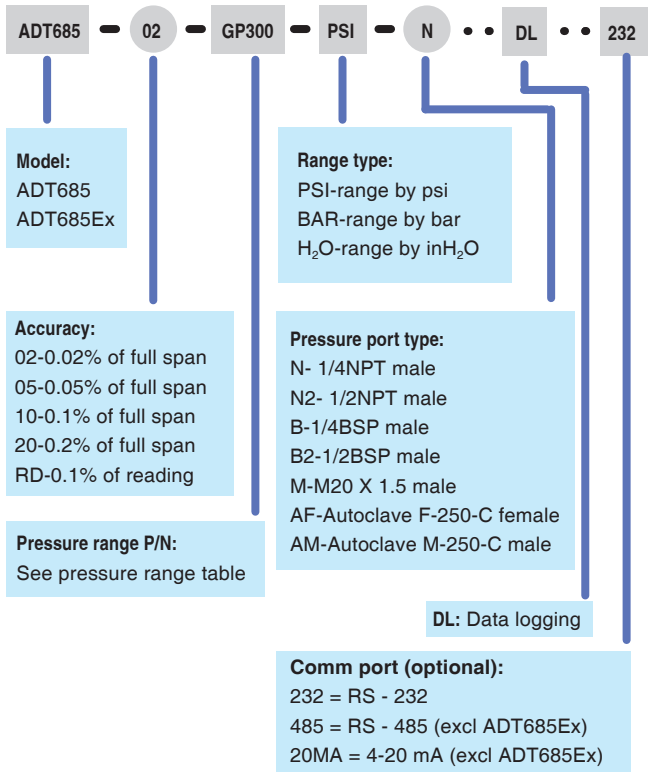 ADT685 – 02 – GP300 – PSI – N • • DL • • 232
Model:
ADT685
ADT685Ex
Range type:
PSI-range by psi
BAR-range by bar
H₂O-range by inH₂O
Accuracy:
02-0.02% of full span
05-0.05% of full span
10-0.1% of full span
20-0.2% of full span
RD-0.1% of reading
Pressure port type:
N- 1/4NPT male
N2- 1/2NPT male
B-1/4BSP male
B2-1/2BSP male
M-M20 X 1.5 male
AF-Autoclave F-250-C female
AM-Autoclave M-250-C male
Pressure range P/N:
See pressure range table
DL: Data logging
Comm port (optional):
232 = RS - 232
485 = RS - 485 (excl ADT685Ex)
20MA = 4-20 mA (excl ADT685Ex)